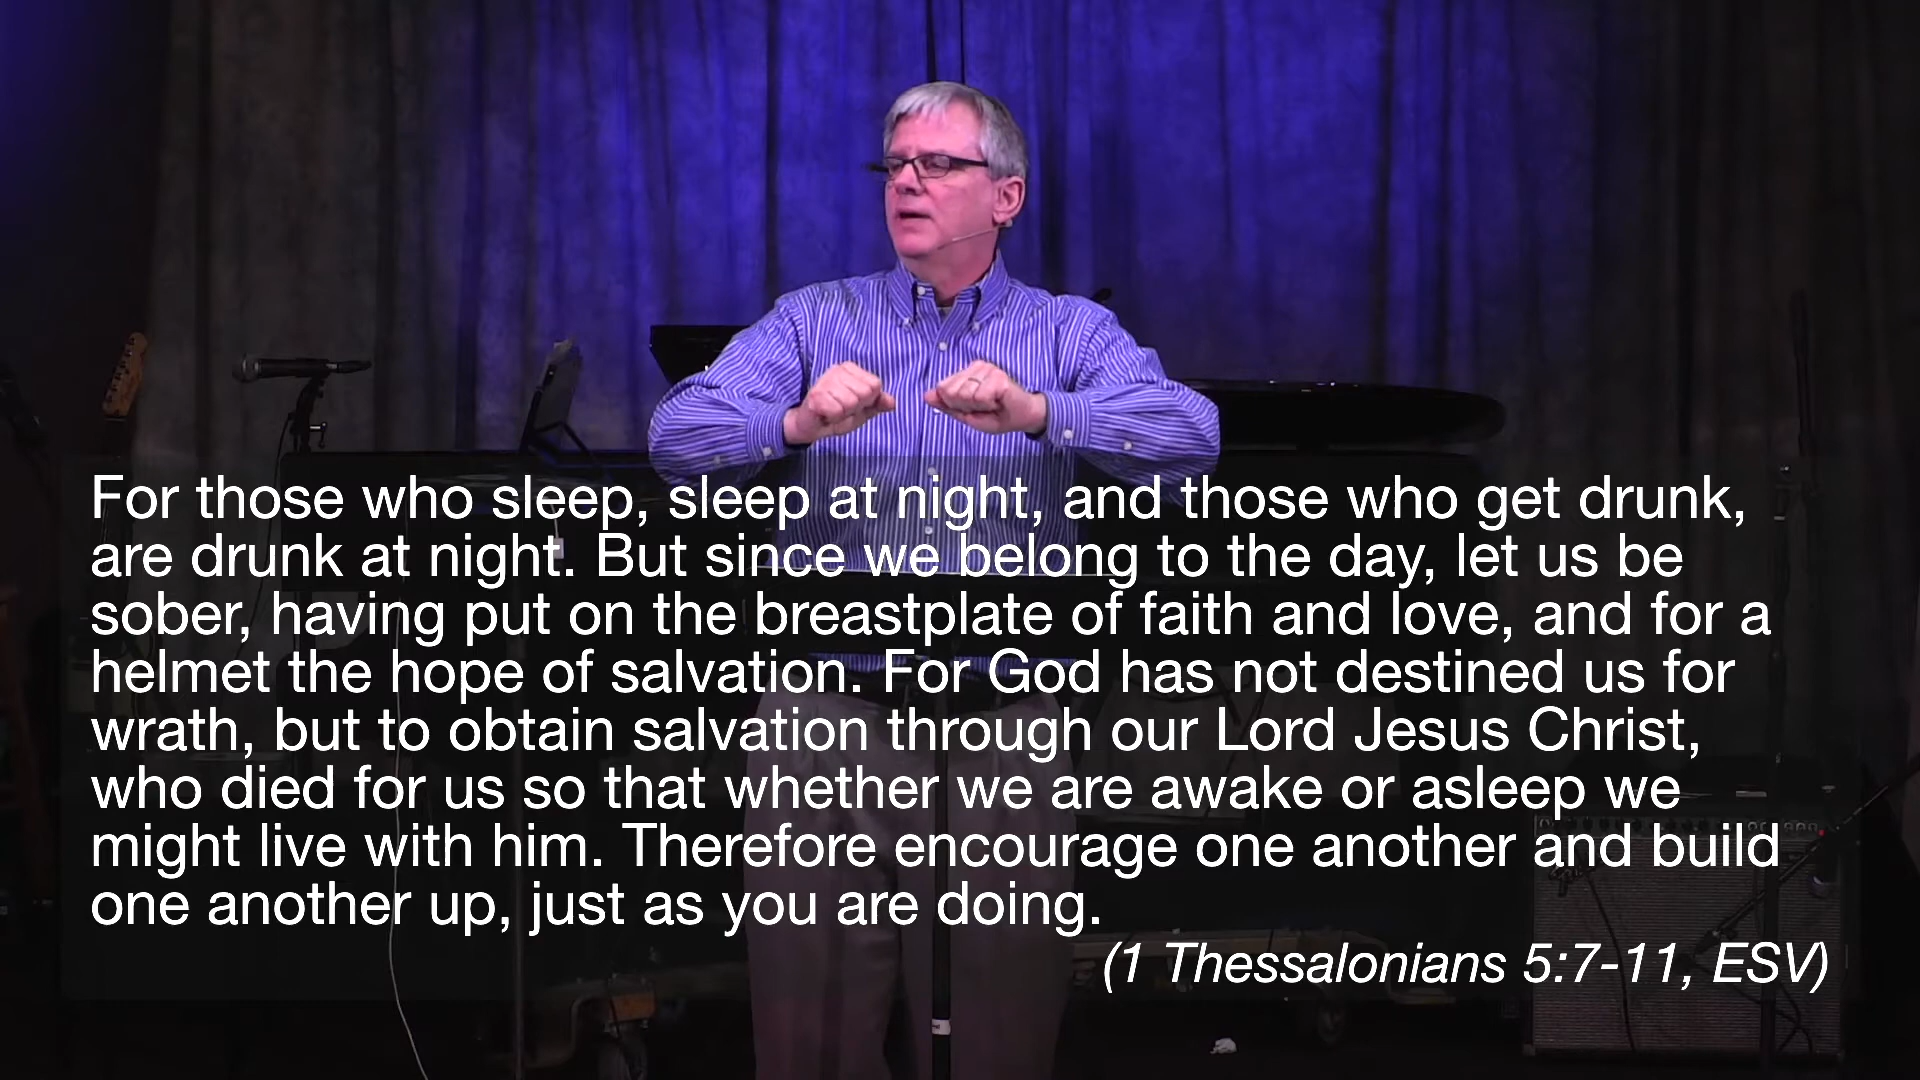 For those who sleep, sleep at night, and those who get drunk,
are drunk at night. But since we belong to the day, let us be
sober, having put on the breastplate of faith and love, and for a
helmet the hope of salvation. For God has not destined us for
wrath, but to obtain salvation through our Lord Jesus Christ,
who died for us so that whether we are awake or asleep we
might live with him. Therefore encourage one another and build
one another up, just as you are doing.
(1 Thessalonians 5:7-11, ESV)